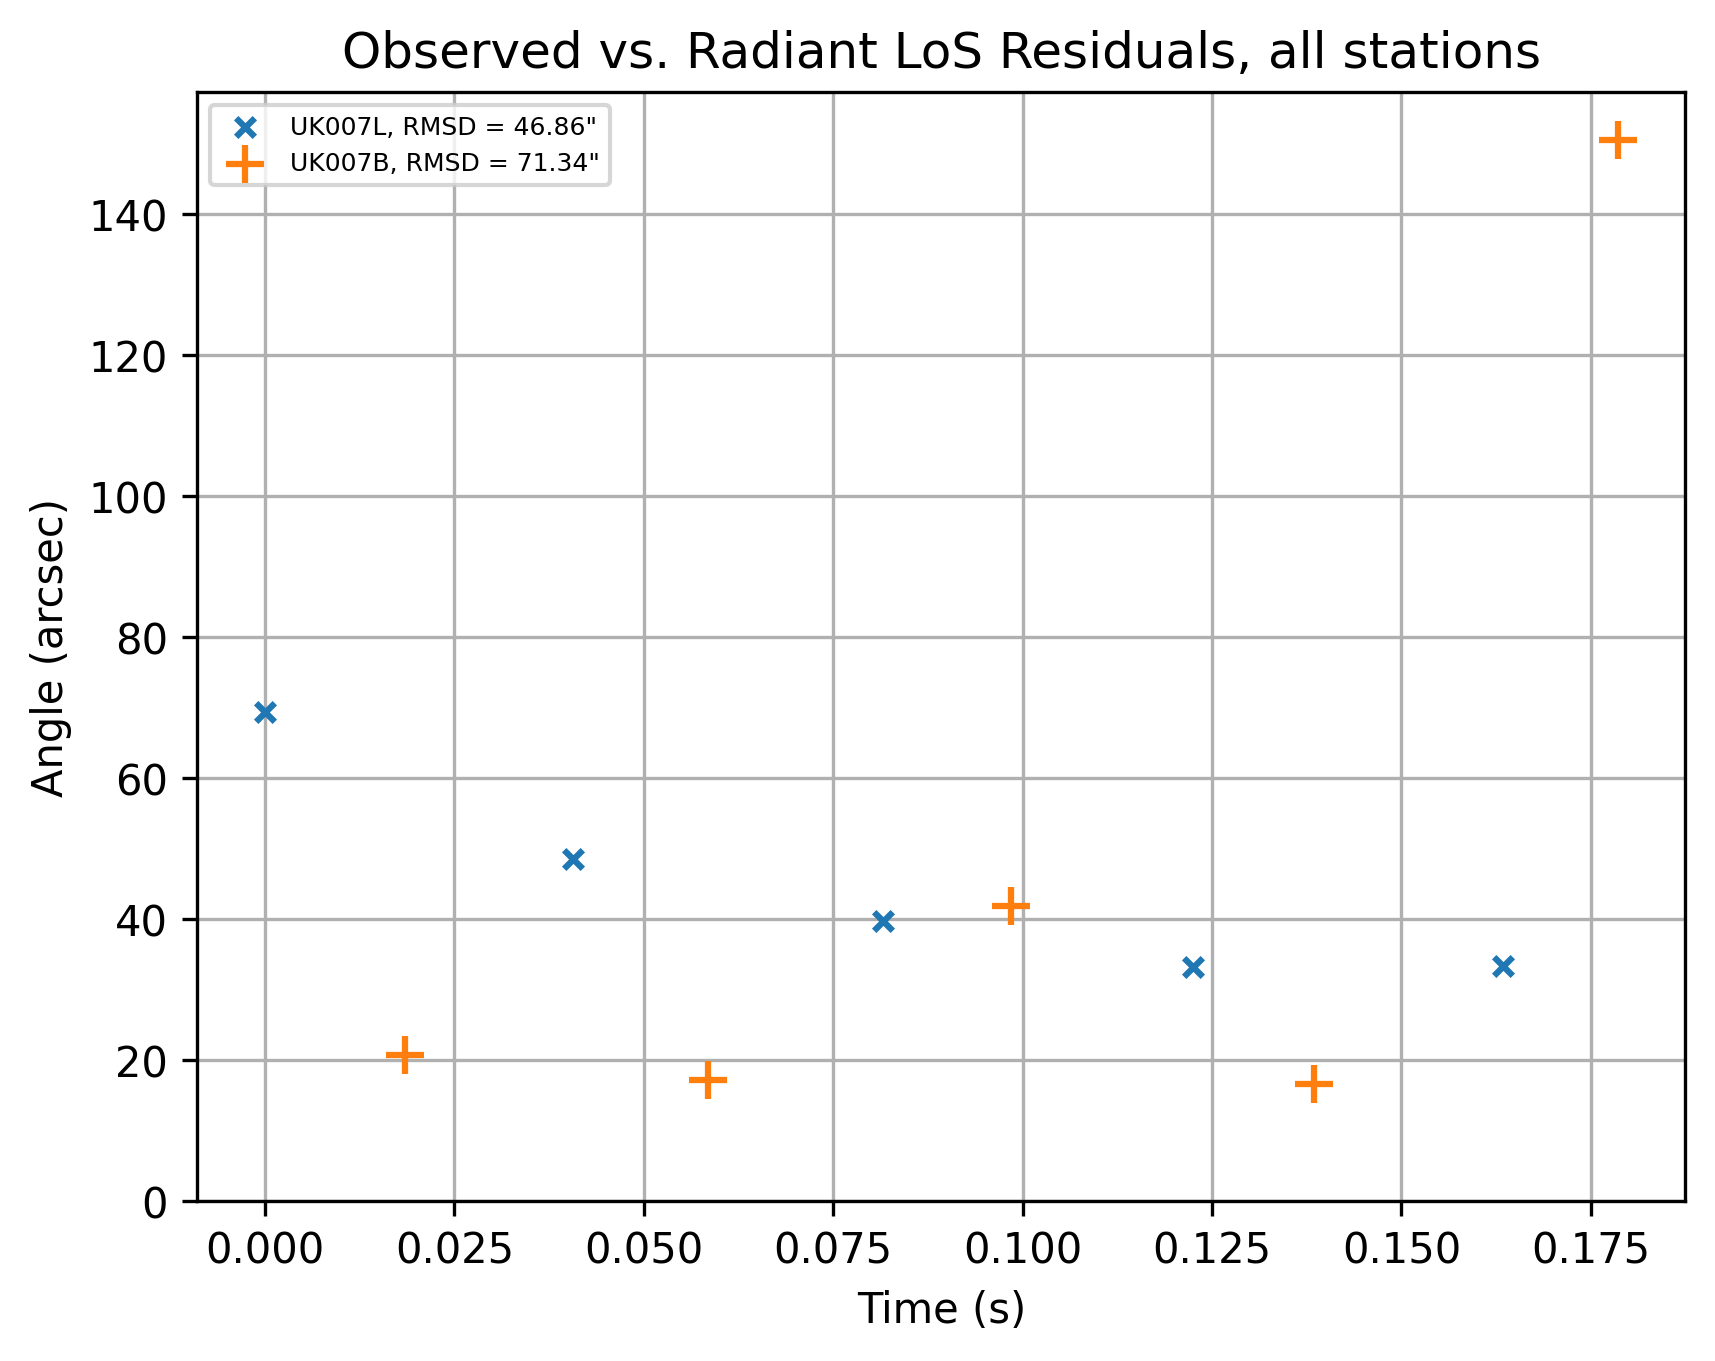 Observed vs. Radiant LoS Residuals, all stations
UK007L, RMSD = 46.86"
UK007B, RMSD = 71.34"
140
120
100
80
60
40
20
0
Angle (arcsec)
0.000 0.025 0.050 0.075 0.100 0.125 0.150 0.175
Time (s)